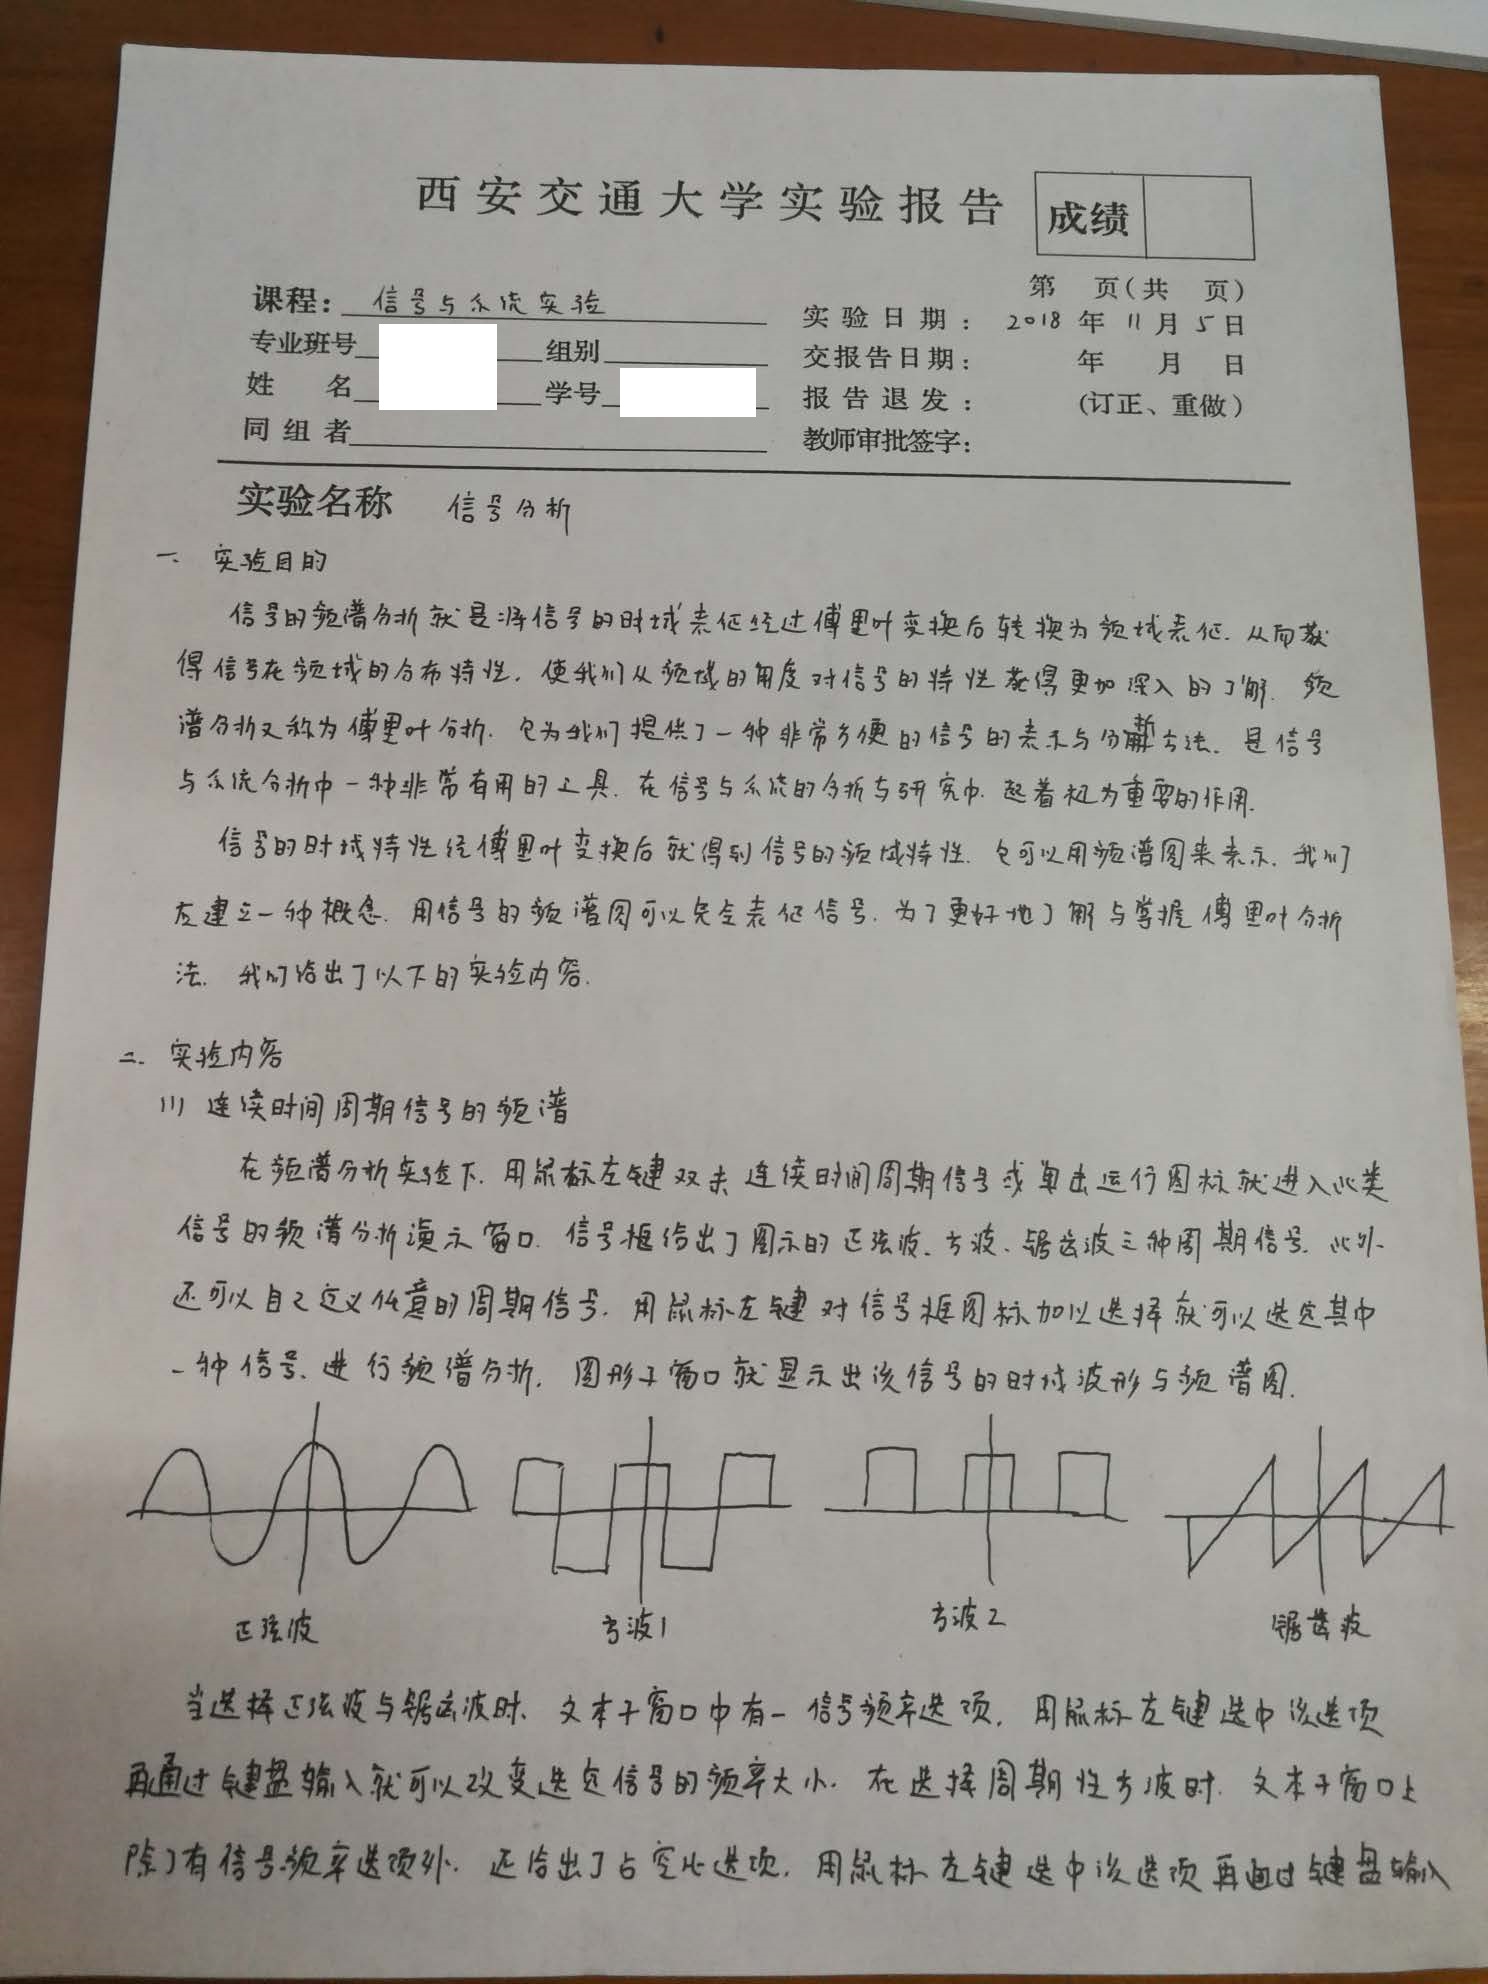 西安交通大学实验报告
成绩
第 页(共 页)
课程: 信号与系统实验
实验日期: 2018 年 11 月 5 日
专业班号 组别
交报告日期: 年 月 日
姓 名 学号
报告退发: (订正、重做)
同组者
教师审批签字:
实验名称 信号分析
一、实验目的
信号的频谱分析就是将信号的时域表征经过傅里叶变换后转换为频域表征.从而获
得信号在频域的分布特性.使我们从频域的角度对信号的特性获得更加深入的了解.频
谱分析又称为傅里叶分析.它为我们提供了一种非常方便的信号的表示与分析方法.是信号
与系统分析中一种非常有用的工具.在信号与系统的分析与研究中.起着极为重要的作用.
信号的时域特性经傅里叶变换后就得到信号的频域特性.它可以用频谱图来表示.我们
应建立一种概念.用信号的频谱图可以完全表征信号.为了更好地了解与掌握傅里叶分析
法.我们给出了以下的实验内容.
二.实验内容
(1) 连续时间周期信号的频谱
在频谱分析实验下.用鼠标左键双击连续时间周期信号或单击运行图标就进入此类
信号的频谱分析演示窗口.信号框给出了图示的正弦波、方波、锯齿波三种周期信号.此外.
还可以自己定义任意的周期信号.用鼠标左键对信号框图标加以选择就可以选定其中
一种信号、进行频谱分析.图形子窗口就显示出该信号的时域波形与频谱图.
正弦波
方波1
方波2
锯齿波
当选择正弦波与锯齿波时.文本子窗口中有一信号频率选项.用鼠标左键选中该选项
再通过键盘输入就可以改变选定信号的频率大小.在选择周期性方波时.文本子窗口上
除了有信号频率选项外.还给出了占空比选项.用鼠标左键选中该选项再通过键盘输入